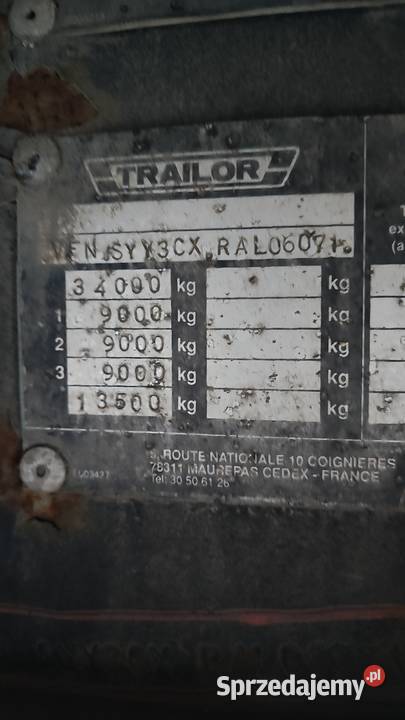 TRAILOR
VEN SYX3CX RAL06071
34000 kg kg
1 9000 kg kg
2 9000 kg kg
3 9000 kg kg
13500 kg kg
ex
(a
ROUTE NATIONALE 10 COIGNIERES
78311 MAUREPAS CEDEX - FRANCE
Tel: 30 50 61 26
Sprzedajemy.pl